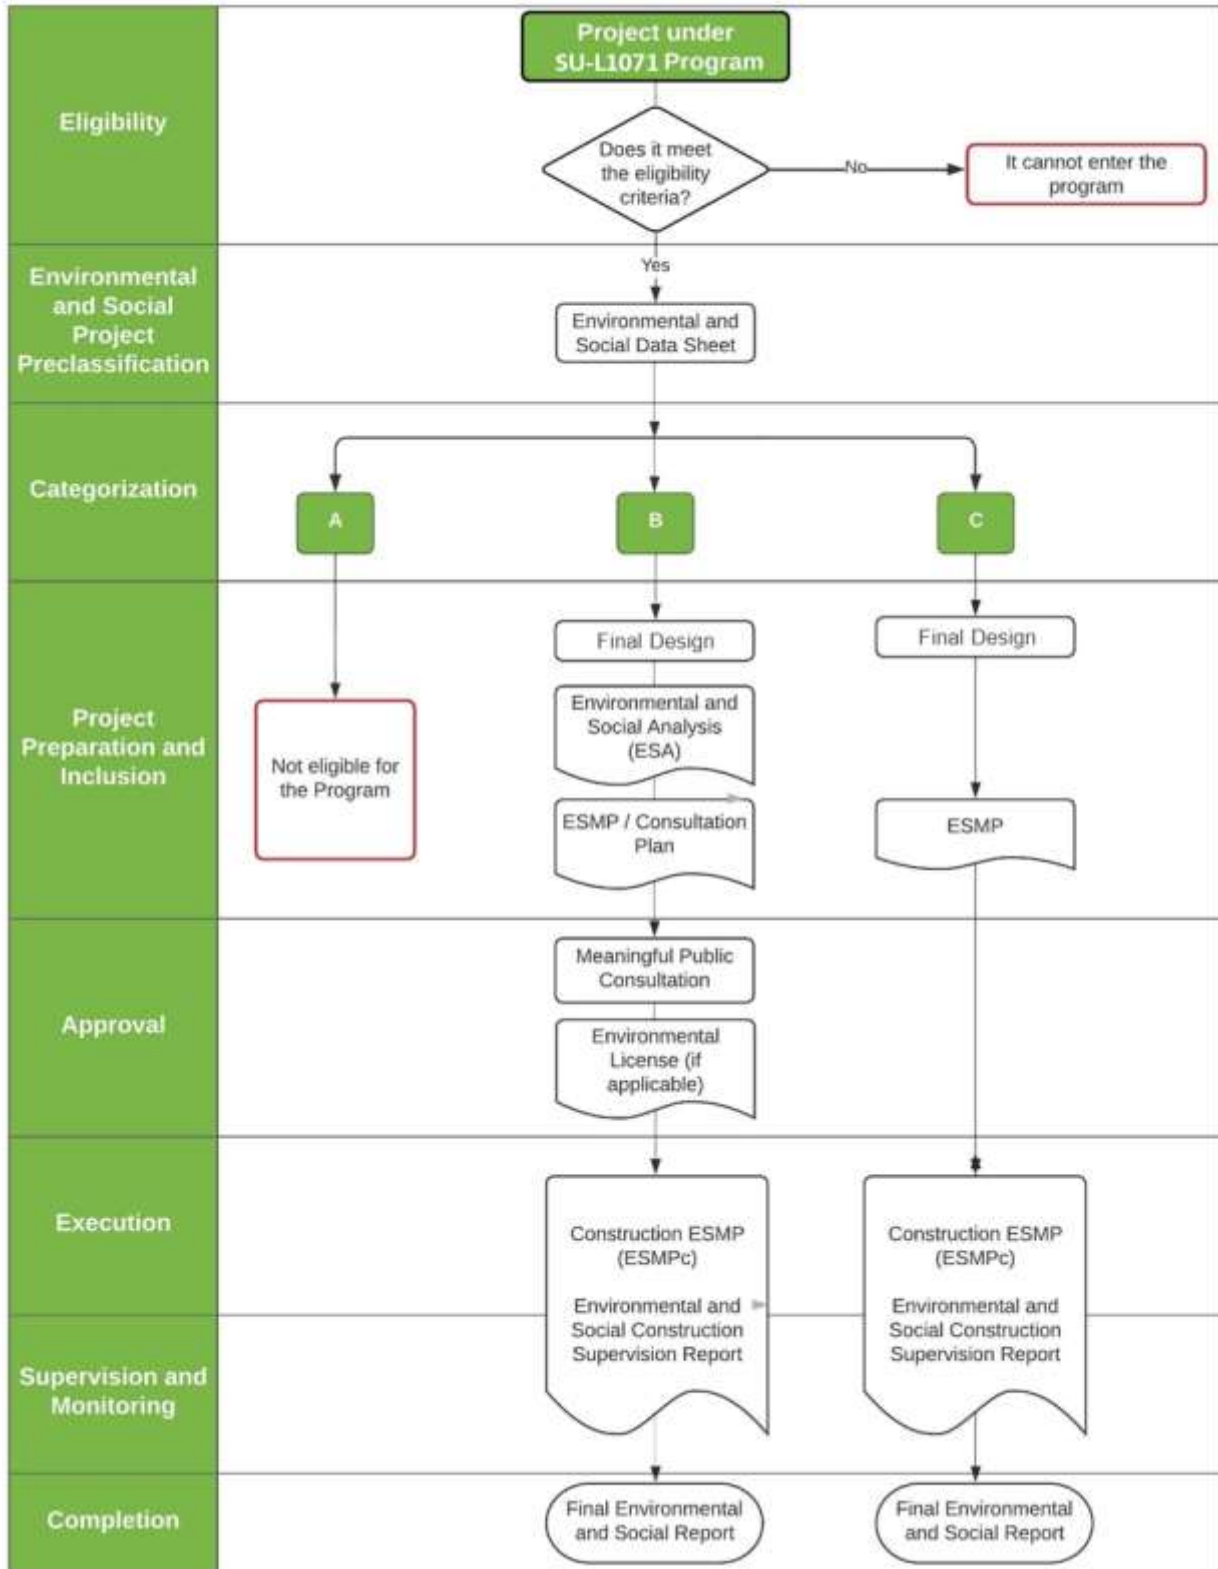 Project under
SU-L1071 Program
Eligibility
Does it meet
the eligibility
criteria?
No
It cannot enter the
program
Yes
Environmental
and Social
Project
Preclassification
Environmental and
Social Data Sheet
Categorization
A
B
C
Project
Preparation and
Inclusion
Not eligible for
the Program
Final Design
Environmental and
Social Analysis
(ESA)
ESMP / Consultation
Plan
Final Design
ESMP
Approval
Meaningful Public
Consultation
Environmental
License (if
applicable)
Execution
Construction ESMP
(ESMPc)
Environmental and
Social Construction
Supervision Report
Construction ESMP
(ESMPc)
Environmental and
Social Construction
Supervision Report
Supervision and
Monitoring
Completion
Final Environmental
and Social Report
Final Environmental
and Social Report